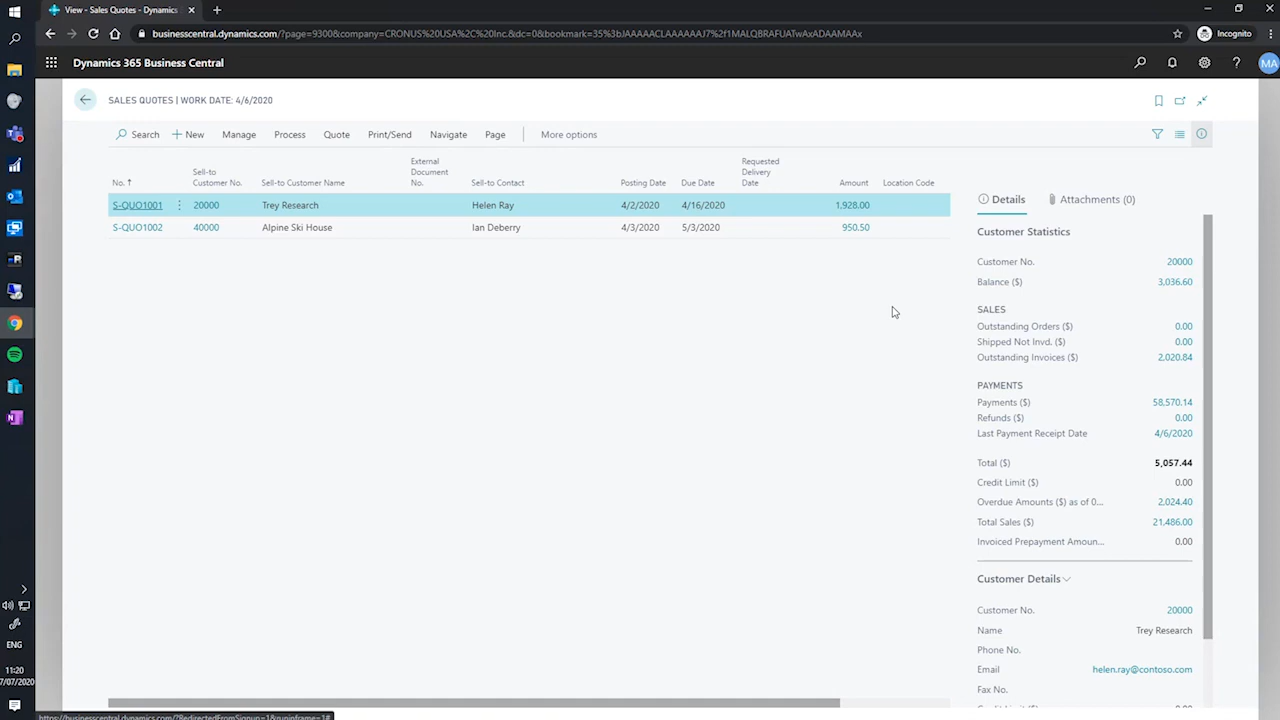 View - Sales Quotes - Dynamics
businesscentral.dynamics.com/?page=9300&company=CRONUS%20USA%2C%20Inc.&dc=0&bookmark=35%3bJAAAAACLAAAAAAJ7%2f1MALQBRAFUATwAxADAAMAAx
Incognito
Dynamics 365 Business Central
MA
SALES QUOTES | WORK DATE: 4/6/2020
Search New Manage Process Quote Print/Send Navigate Page More options
No. ↑ Sell-to Customer No. Sell-to Customer Name External Document No. Sell-to Contact Posting Date Due Date Requested Delivery Date Amount Location Code
S-QUO1001 20000 Trey Research Helen Ray 4/2/2020 4/16/2020 1,928.00
S-QUO1002 40000 Alpine Ski House Ian Deberry 4/3/2020 5/3/2020 950.50
Details Attachments (0)
Customer Statistics
Customer No. 20000
Balance ($) 3,036.60
SALES
Outstanding Orders ($) 0.00
Shipped Not Invd. ($) 0.00
Outstanding Invoices ($) 2,020.84
PAYMENTS
Payments ($) 58,570.14
Refunds ($) 0.00
Last Payment Receipt Date 4/6/2020
Total ($) 5,057.44
Credit Limit ($) 0.00
Overdue Amounts ($) as of 0... 2,024.40
Total Sales ($) 21,486.00
Invoiced Prepayment Amoun... 0.00
Customer Details
Customer No. 20000
Name Trey Research
Phone No.
Email helen.ray@contoso.com
Fax No.
ENG
11:20
7/07/2020